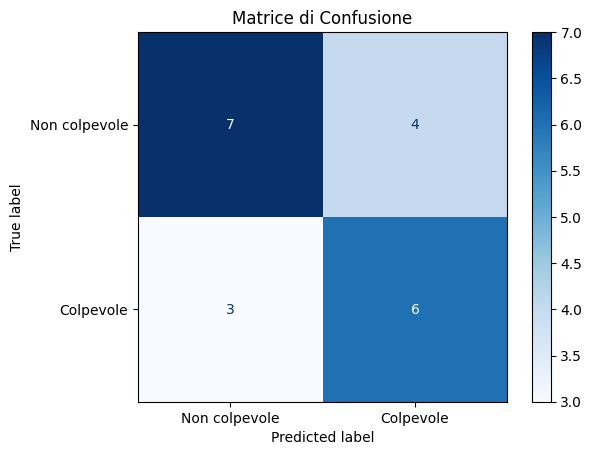 Matrice di Confusione
True label
Non colpevole
7
4
Colpevole
3
6
Non colpevole
Colpevole
Predicted label
7.0
6.5
6.0
5.5
5.0
4.5
4.0
3.5
3.0